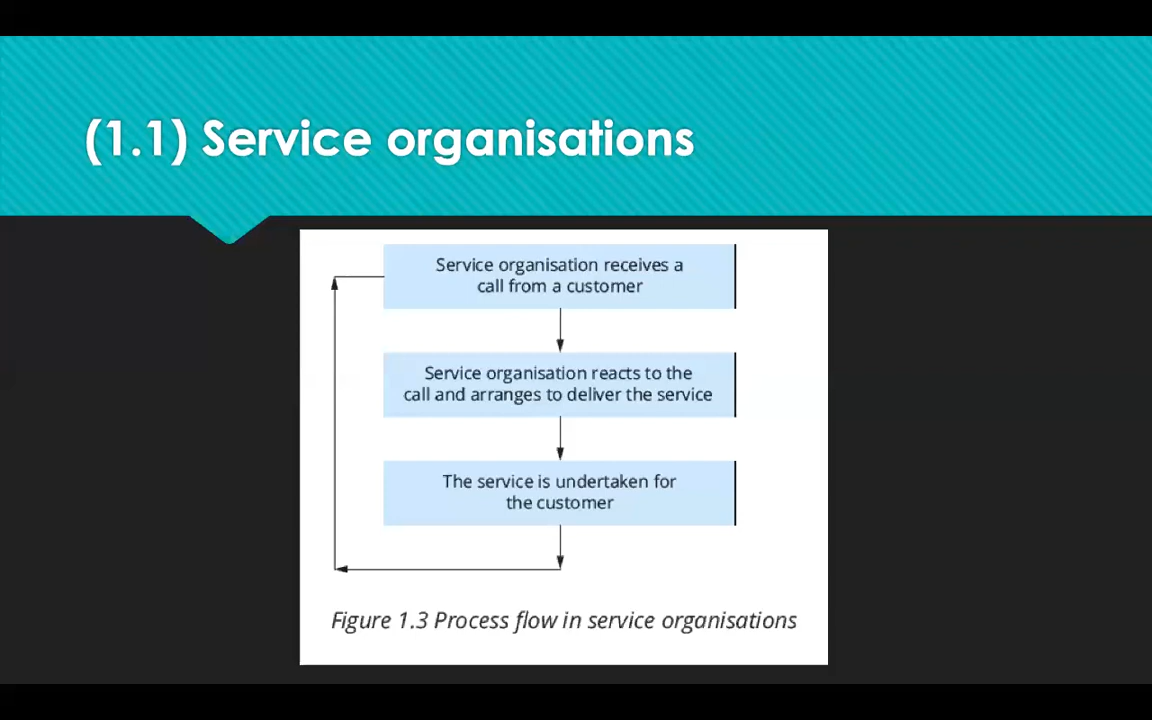 (1.1) Service organisations
Service organisation receives a
call from a customer
Service organisation reacts to the
call and arranges to deliver the service
The service is undertaken for
the customer
Figure 1.3 Process flow in service organisations